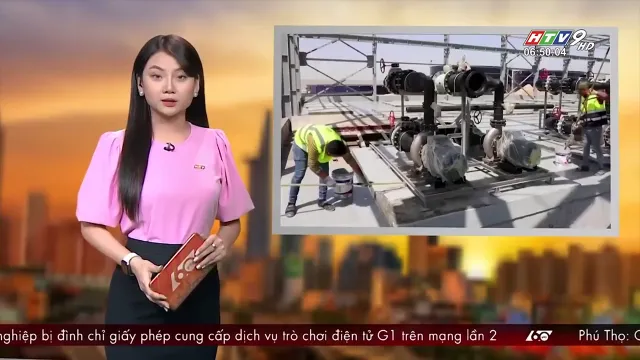 HTV9 HD
06:50:04
nghiệp bị đình chỉ giấy phép cung cấp dịch vụ trò chơi điện tử G1 trên mạng lần 2 60 Phú Thọ: